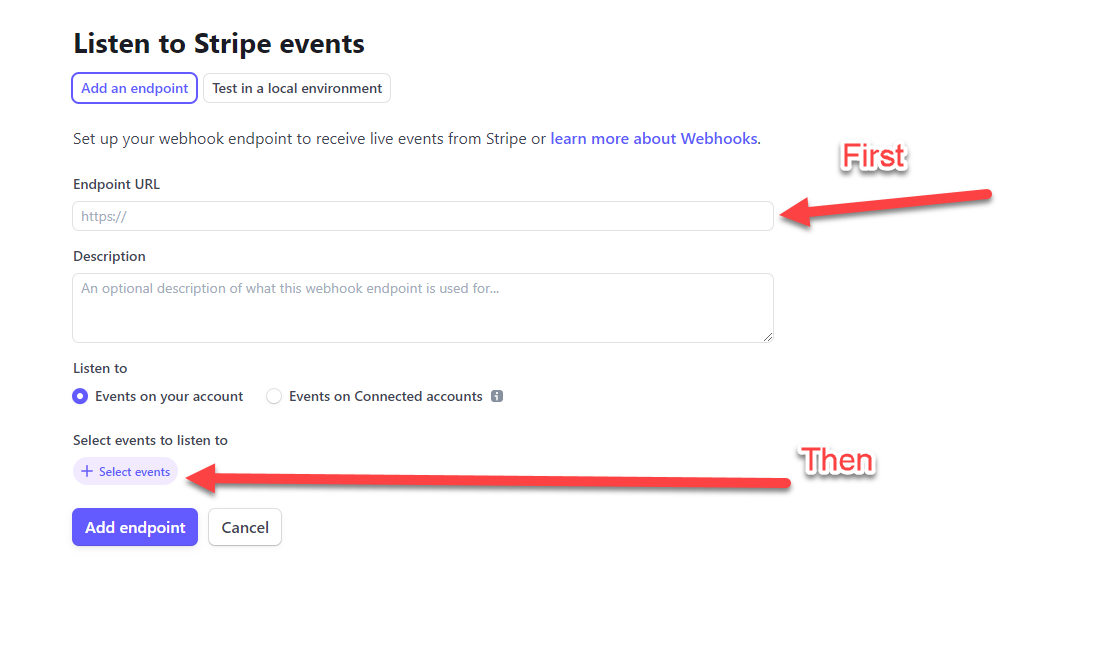 Listen to Stripe events
Add an endpoint
Test in a local environment
Set up your webhook endpoint to receive live events from Stripe or learn more about Webhooks.
First
Endpoint URL
https://
Description
An optional description of what this webhook endpoint is used for...
Listen to
Events on your account
Events on Connected accounts
Select events to listen to
Then
+ Select events
Add endpoint
Cancel